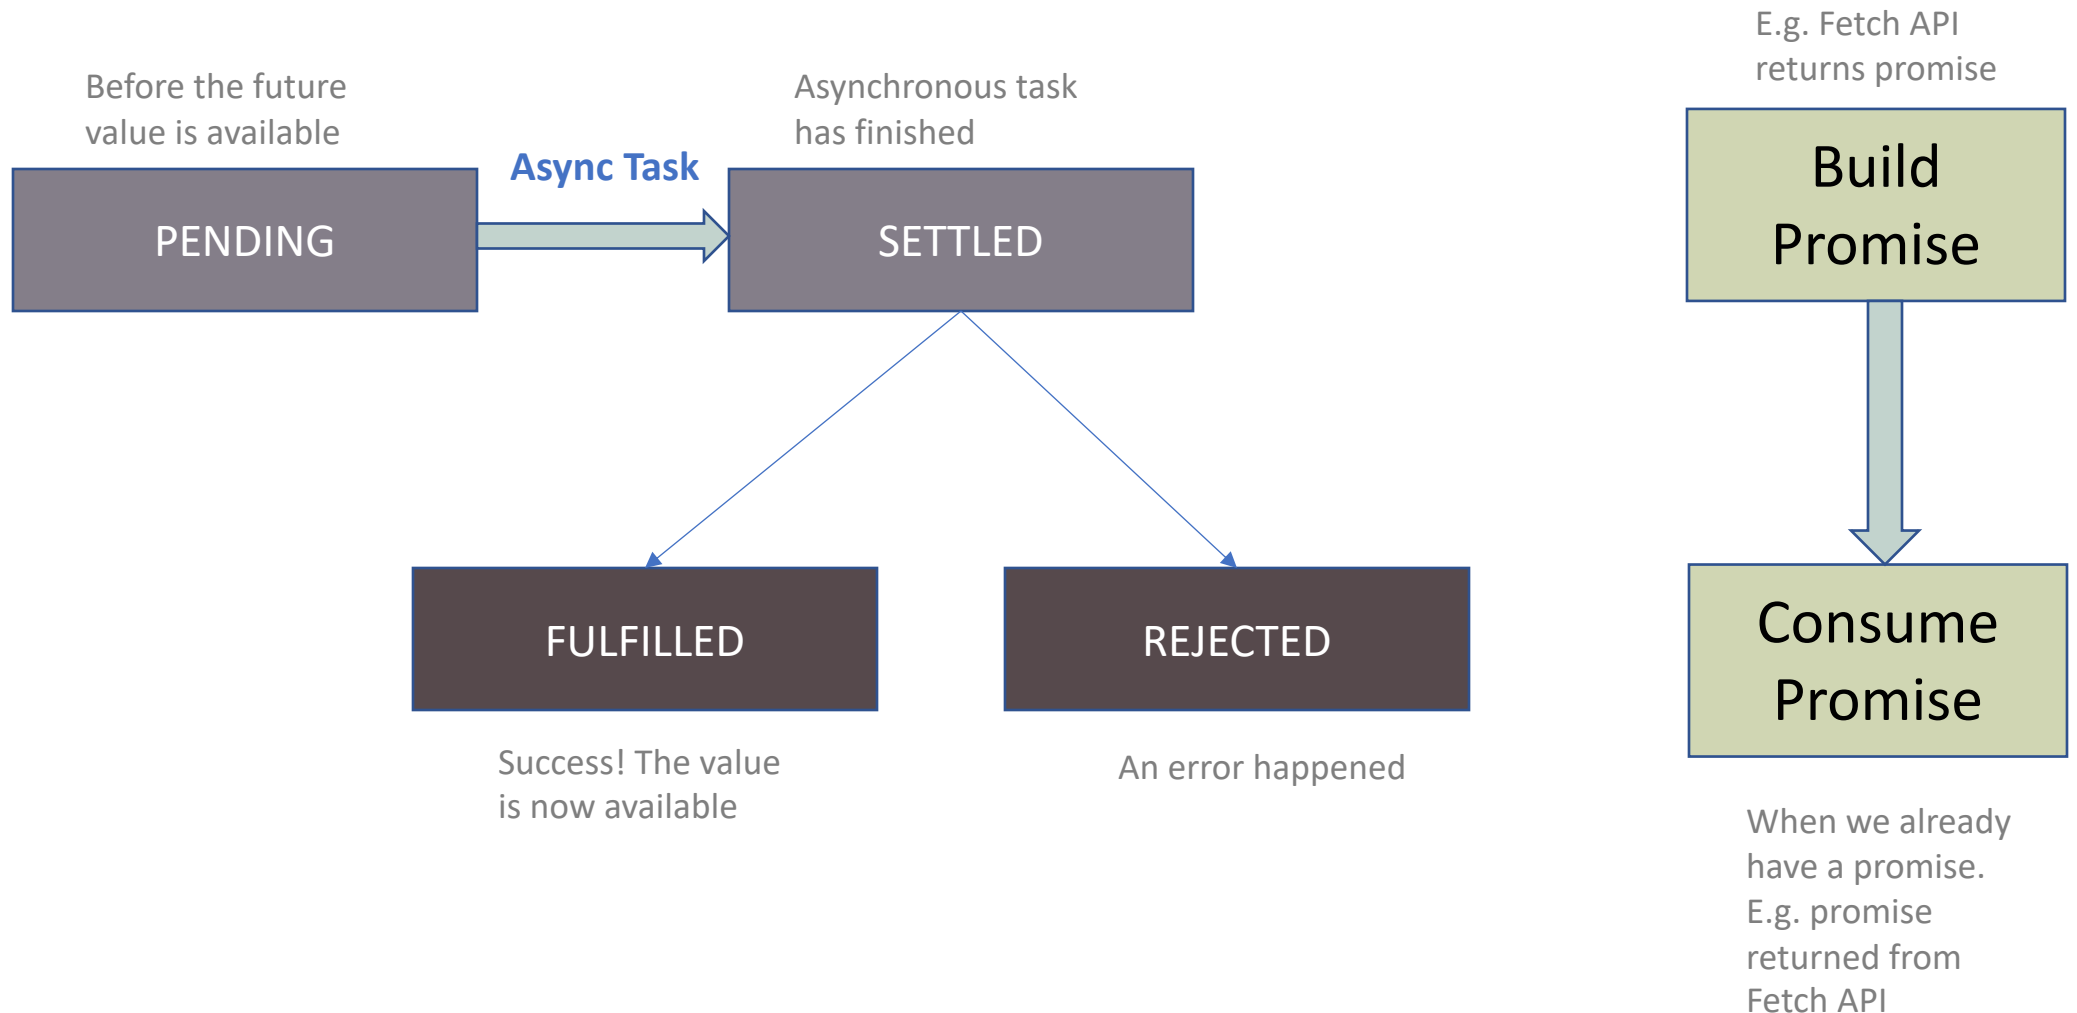 Before the future
value is available
PENDING
Async Task
Asynchronous task
has finished
SETTLED
FULFILLED
Success! The value
is now available
REJECTED
An error happened
E.g. Fetch API
returns promise
Build
Promise
Consume
Promise
When we already
have a promise.
E.g. promise
returned from
Fetch API